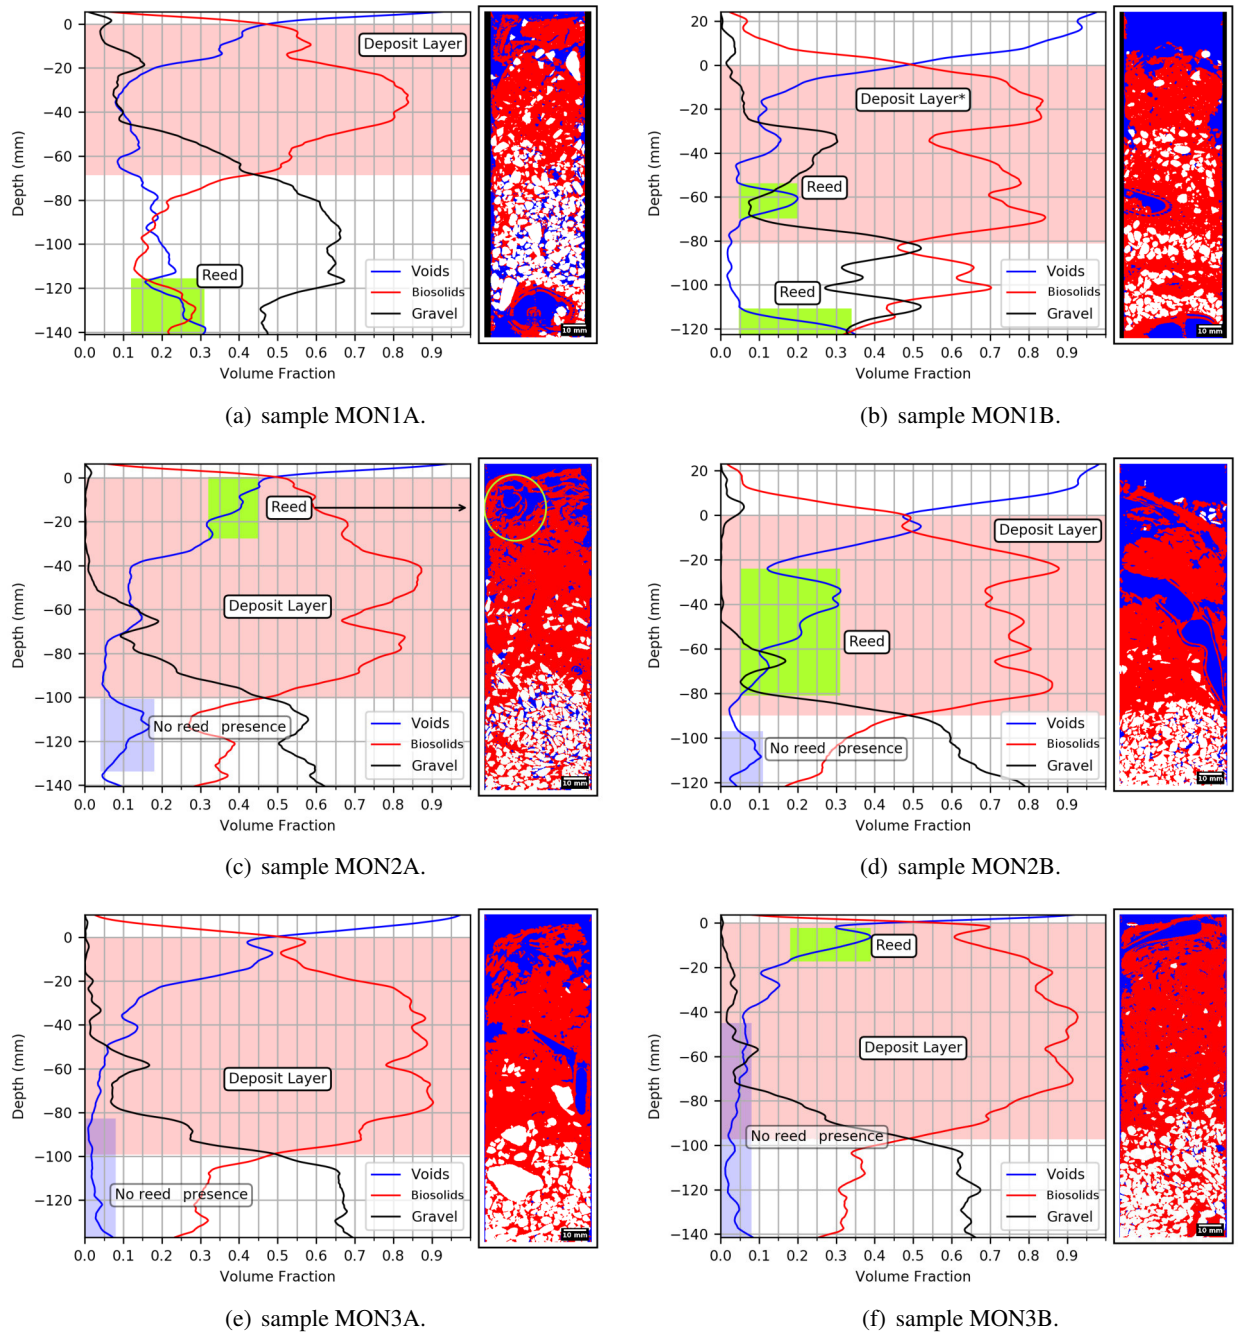 0
−20
−40
−60
−80
−100
−120
−140
Depth (mm)
0.0 0.1 0.2 0.3 0.4 0.5 0.6 0.7 0.8 0.9
Volume Fraction
Deposit Layer
Reed
Voids
Biosolids
Gravel
10 mm
(a) sample MON1A.
20
0
−20
−40
−60
−80
−100
−120
Depth (mm)
0.0 0.1 0.2 0.3 0.4 0.5 0.6 0.7 0.8 0.9
Volume Fraction
Deposit Layer*
Reed
Reed
Voids
Biosolids
Gravel
10 mm
(b) sample MON1B.
0
−20
−40
−60
−80
−100
−120
−140
Depth (mm)
0.0 0.1 0.2 0.3 0.4 0.5 0.6 0.7 0.8 0.9
Volume Fraction
Reed
Deposit Layer
No reed presence
Voids
Biosolids
Gravel
10 mm
(c) sample MON2A.
20
0
−20
−40
−60
−80
−100
−120
Depth (mm)
0.0 0.1 0.2 0.3 0.4 0.5 0.6 0.7 0.8 0.9
Volume Fraction
Deposit Layer
Reed
No reed presence
Voids
Biosolids
Gravel
10 mm
(d) sample MON2B.
0
−20
−40
−60
−80
−100
−120
Depth (mm)
0.0 0.1 0.2 0.3 0.4 0.5 0.6 0.7 0.8 0.9
Volume Fraction
Deposit Layer
No reed presence
Voids
Biosolids
Gravel
10 mm
(e) sample MON3A.
0
−20
−40
−60
−80
−100
−120
−140
Depth (mm)
0.0 0.1 0.2 0.3 0.4 0.5 0.6 0.7 0.8 0.9
Volume Fraction
Reed
Deposit Layer
No reed presence
Voids
Biosolids
Gravel
10 mm
(f) sample MON3B.